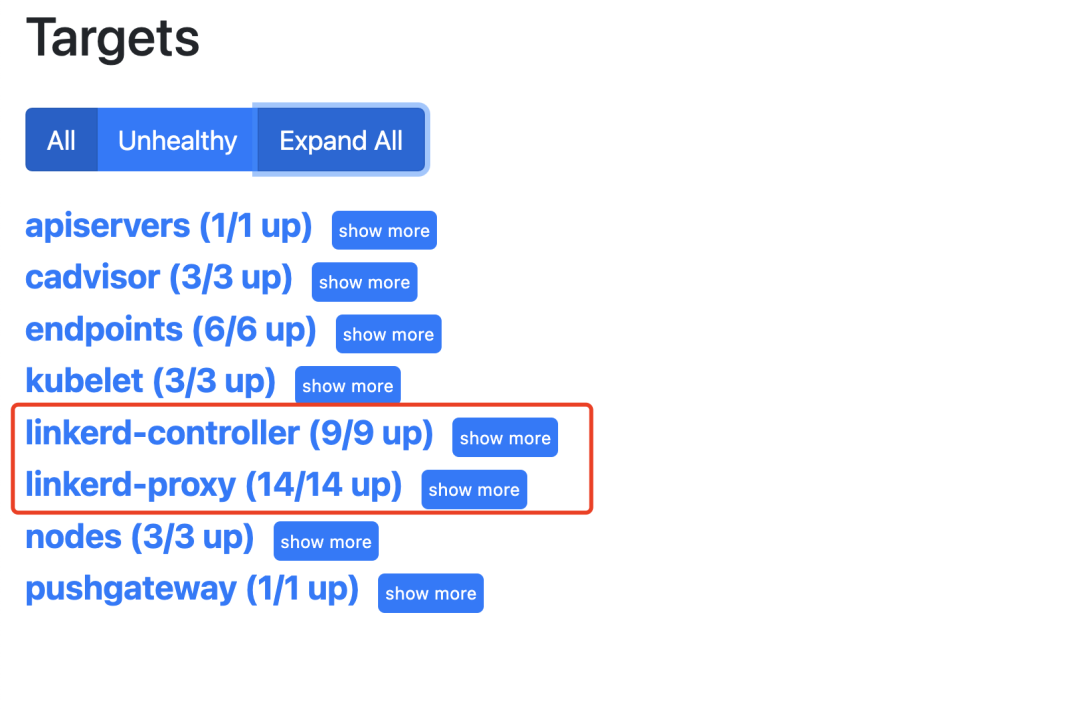 Targets
All Unhealthy Expand All
apiservers (1/1 up) show more
cadvisor (3/3 up) show more
endpoints (6/6 up) show more
kubelet (3/3 up) show more
linkerd-controller (9/9 up) show more
linkerd-proxy (14/14 up) show more
nodes (3/3 up) show more
pushgateway (1/1 up) show more